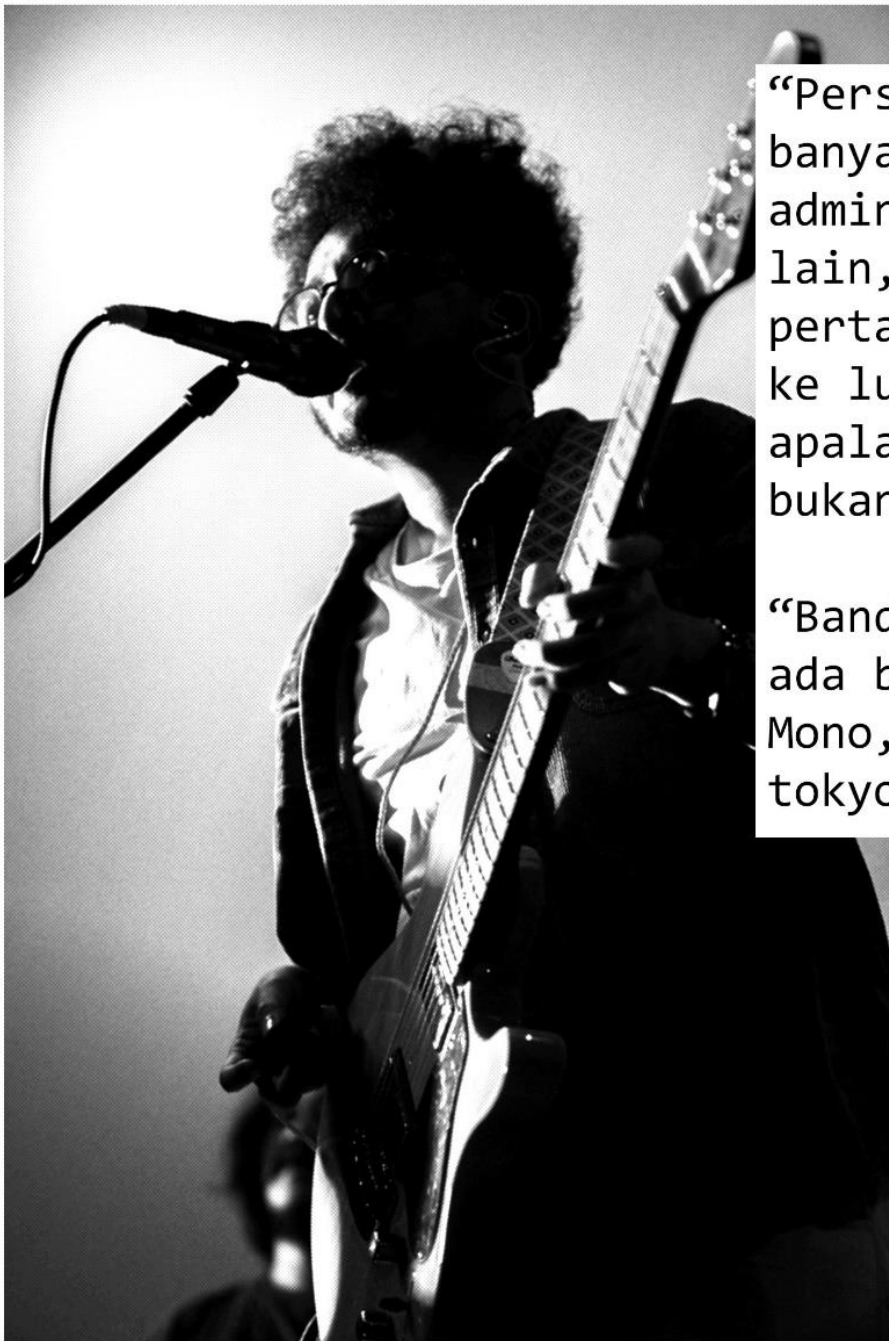 “Pers
banya
admin
lain,
perta
ke lu
apala
bukan
“Band
ada b
Mono,
tokyo